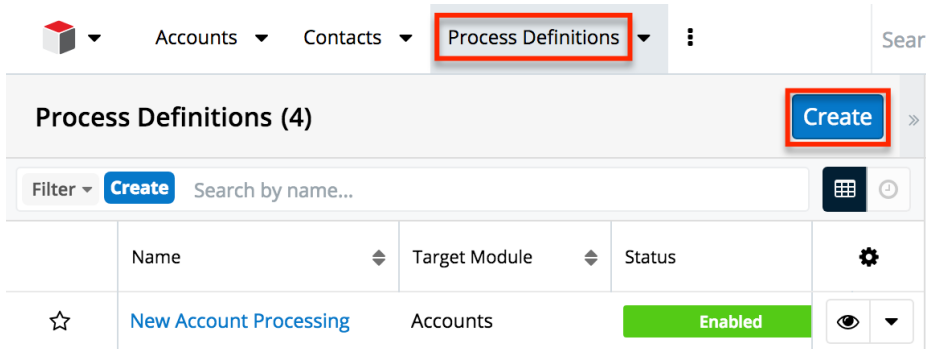 Accounts Contacts Process Definitions Sear
Process Definitions (4) Create »
Filter Create Search by name...
Name Target Module Status
New Account Processing Accounts Enabled